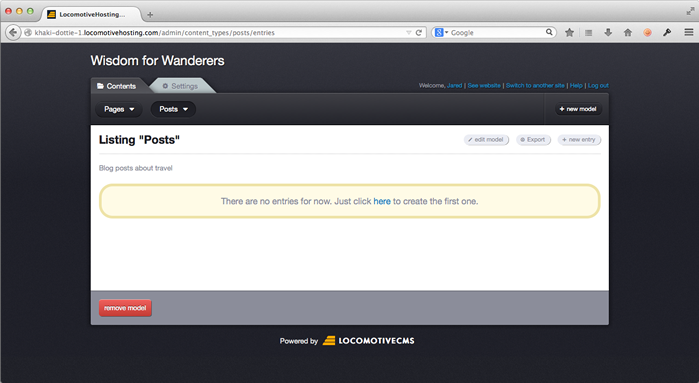 LocomotiveHosting...
khaki-dottie-1.locomotivehosting.com/admin/content_types/posts/entries
Google
Wisdom for Wanderers
Contents
Settings
Welcome, Jared | See website | Switch to another site | Help | Log out
Pages
Posts
+ new model
Listing "Posts"
edit model
Export
+ new entry
Blog posts about travel
There are no entries for now. Just click here to create the first one.
remove model
Powered by LOCOMOTIVECMS